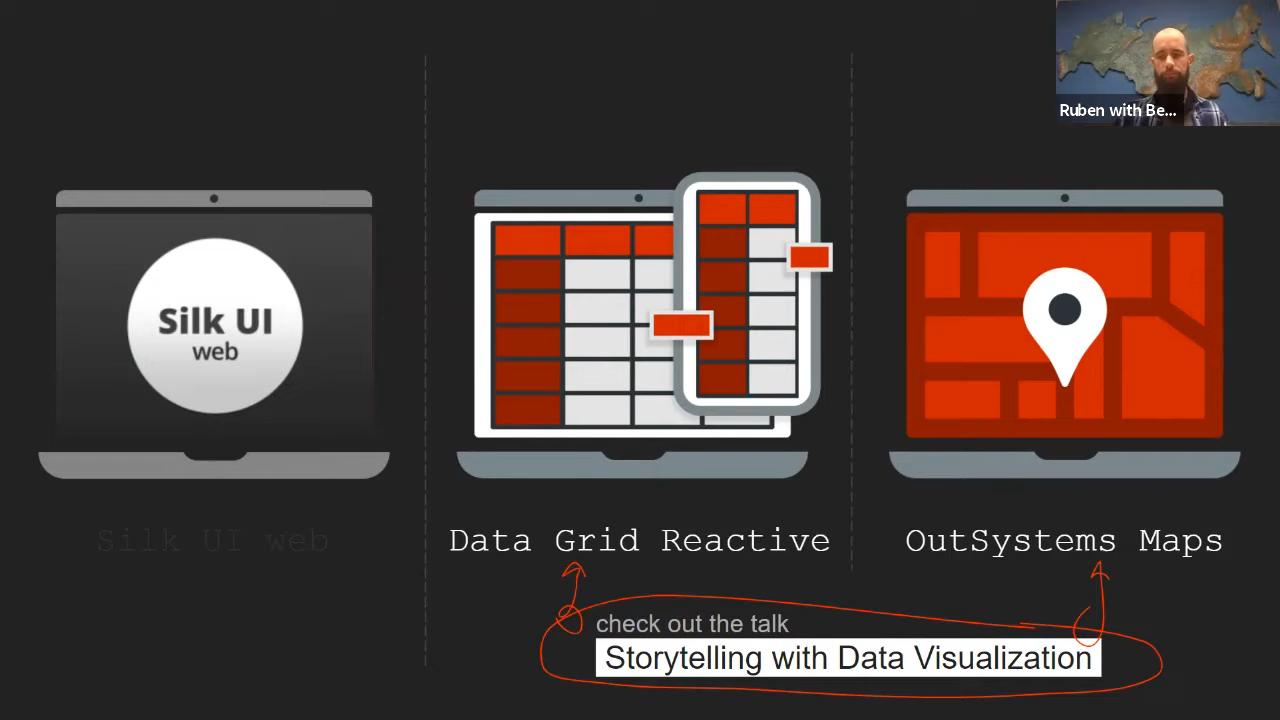 Ruben with Be...
Silk UI
web
Silk UI web
Data Grid Reactive
OutSystems Maps
check out the talk
Storytelling with Data Visualization